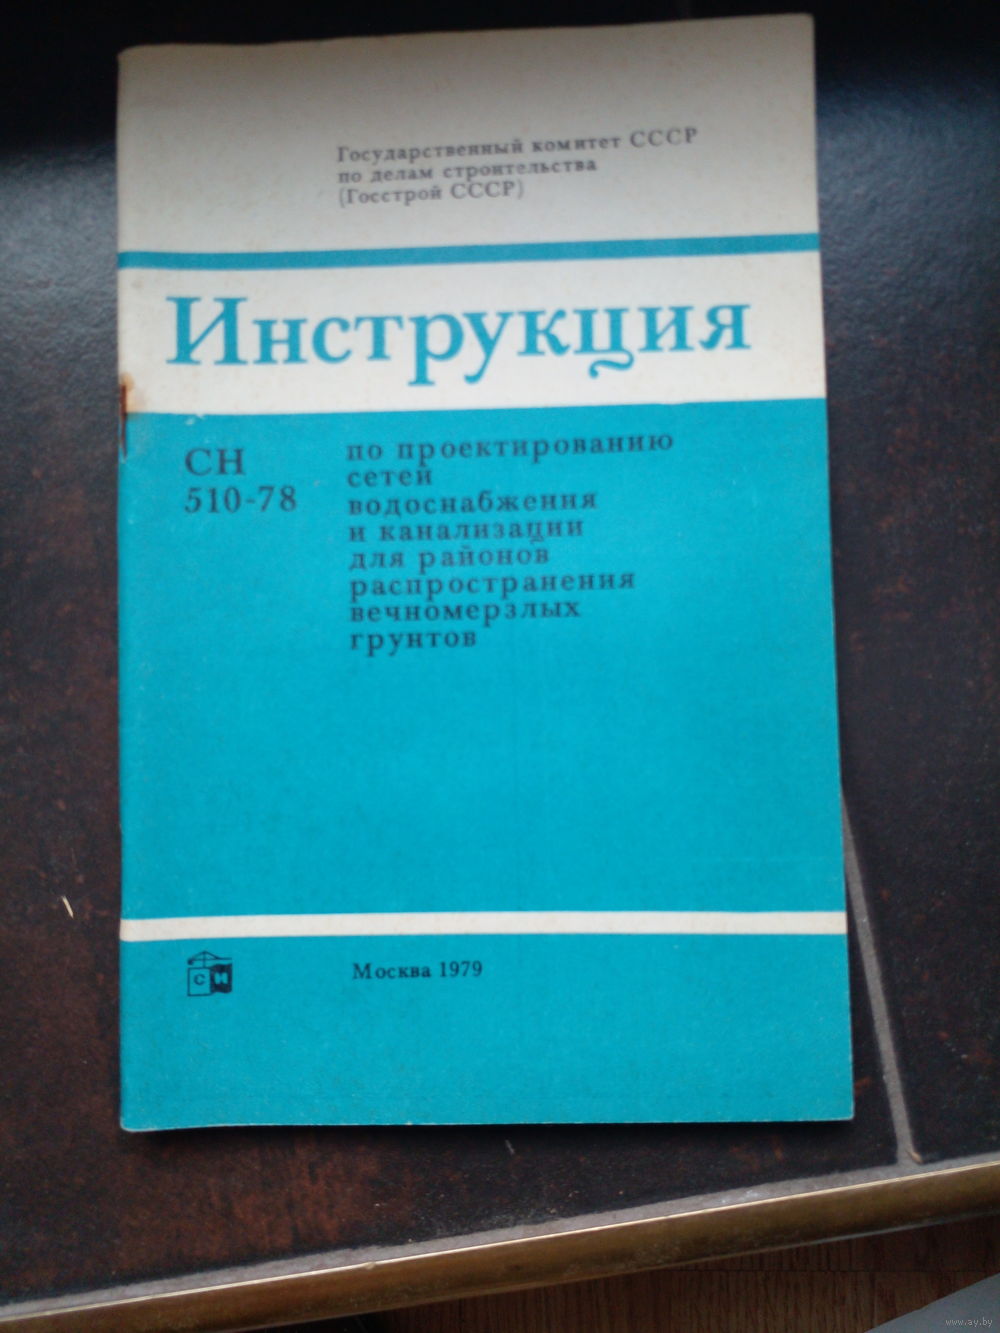 Государственный комитет СССР
по делам строительства
(Госстрой СССР)
Инструкция
СН
510-78
по проектированию
сетей
водоснабжения
и канализации
для районов
распространения
вечномерзлых
грунтов
С И
Москва 1979
www.ay.by